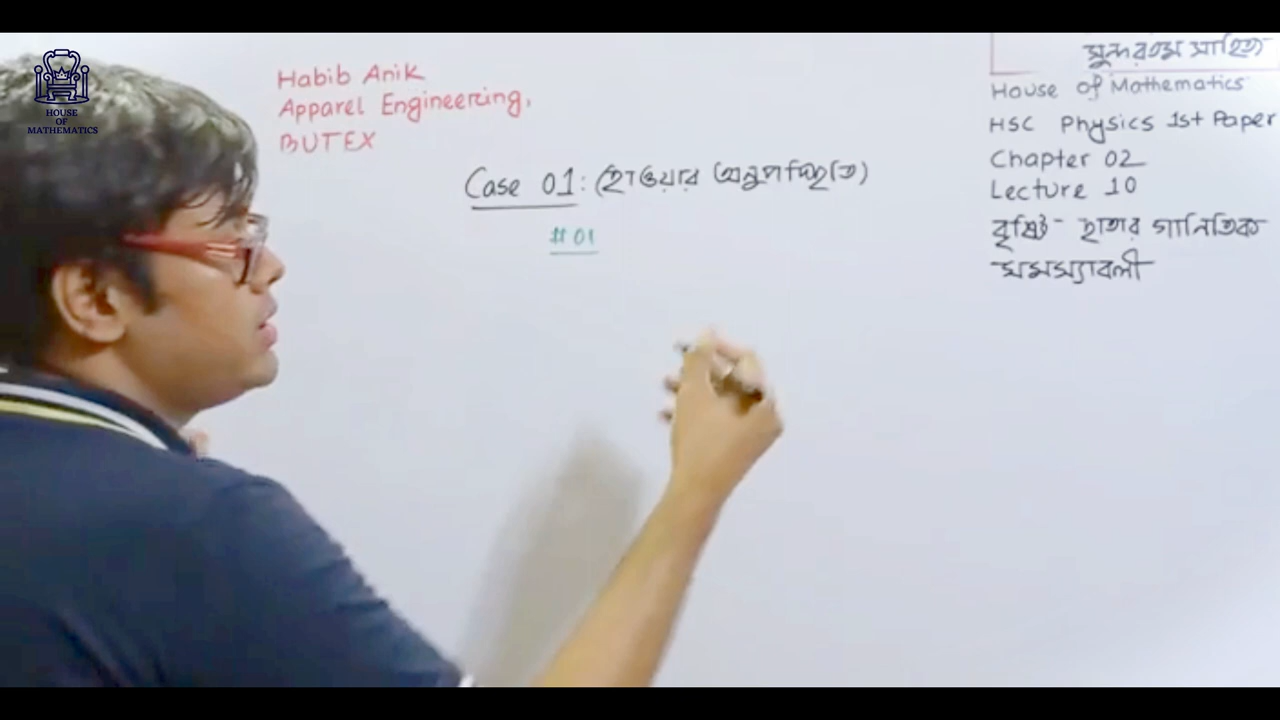 HOUSE
OF
MATHEMATICS
Habib Anik
Apparel Engineering,
BUTEX
Case 01: (হাওয়ার অনুপস্থিতি)
# 01
সুন্দরতম সাহিত্য
House of Mathematics
HSC Physics 1st Paper
Chapter 02
Lecture 10
বৃষ্টি - ছাতার গানিতিক
সমস্যাবলী